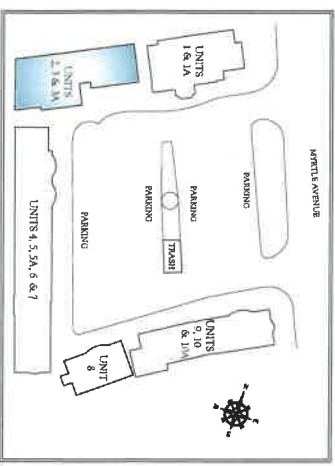 MYRTLE AVENUE
UNITS
1 & 1A
UNITS
2, 3 & 3A
PARKING
PARKING
TRASH
PARKING
PARKING
UNITS
9, 10
& 10A
UNITS 4, 5, 5A, 6 & 7
UNIT
8